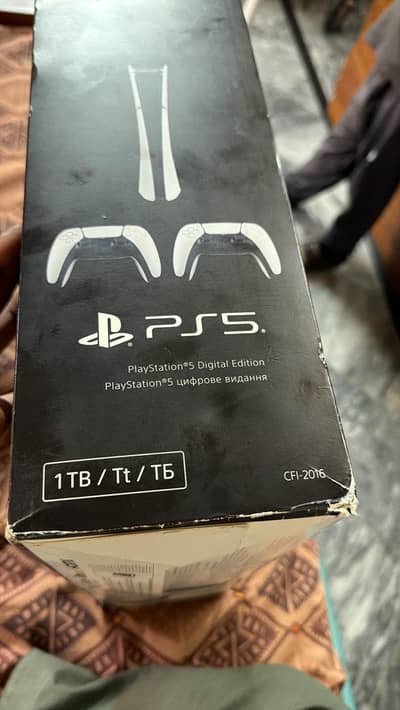 PS5®
PlayStation®5 Digital Edition
PlayStation®5 цифрове видання
1TB / Tt / ТБ
CFI-2016